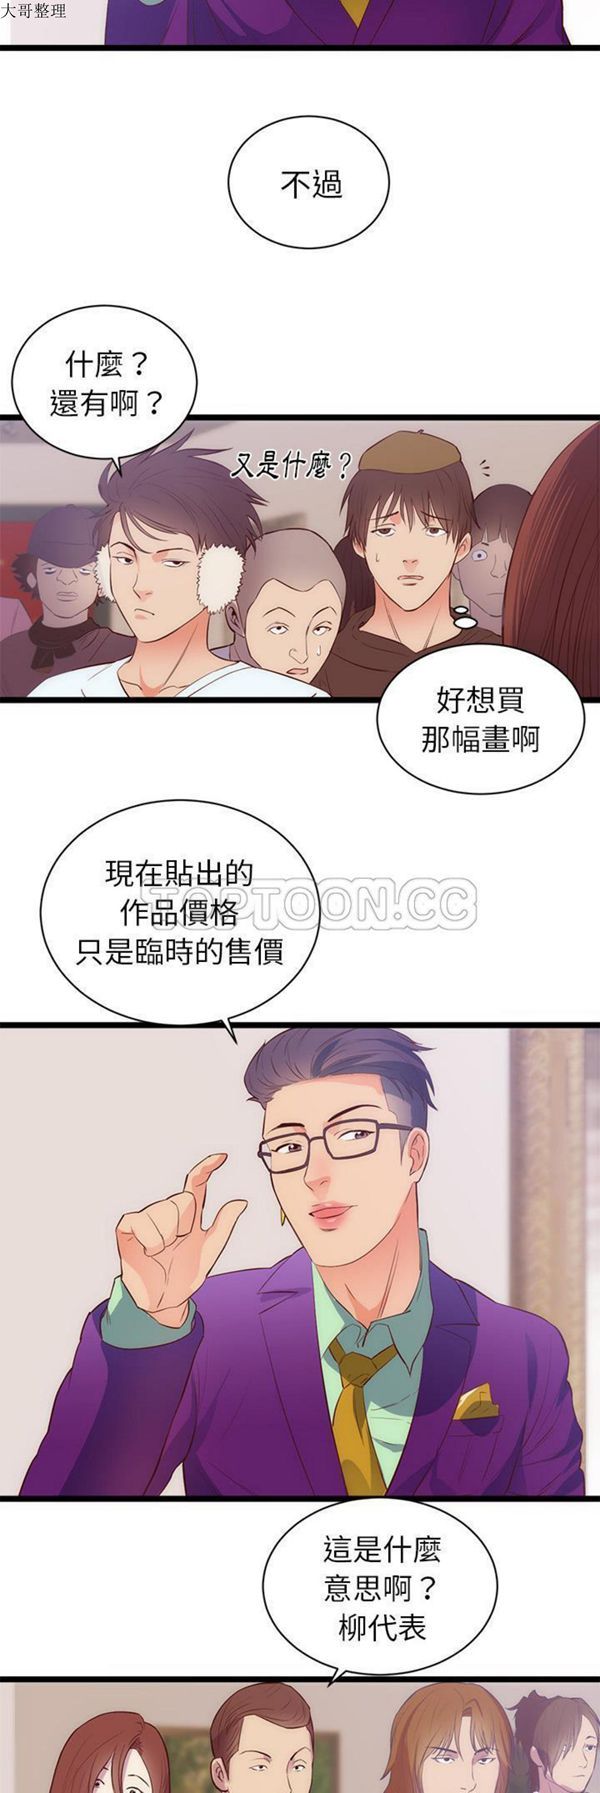 大哥整理
不過
什麼？
還有啊？
又是什麼？
好想買
那幅畫啊
現在貼出的
作品價格
只是臨時的售價
TOPTOON.CC
這是什麼
意思啊？
柳代表